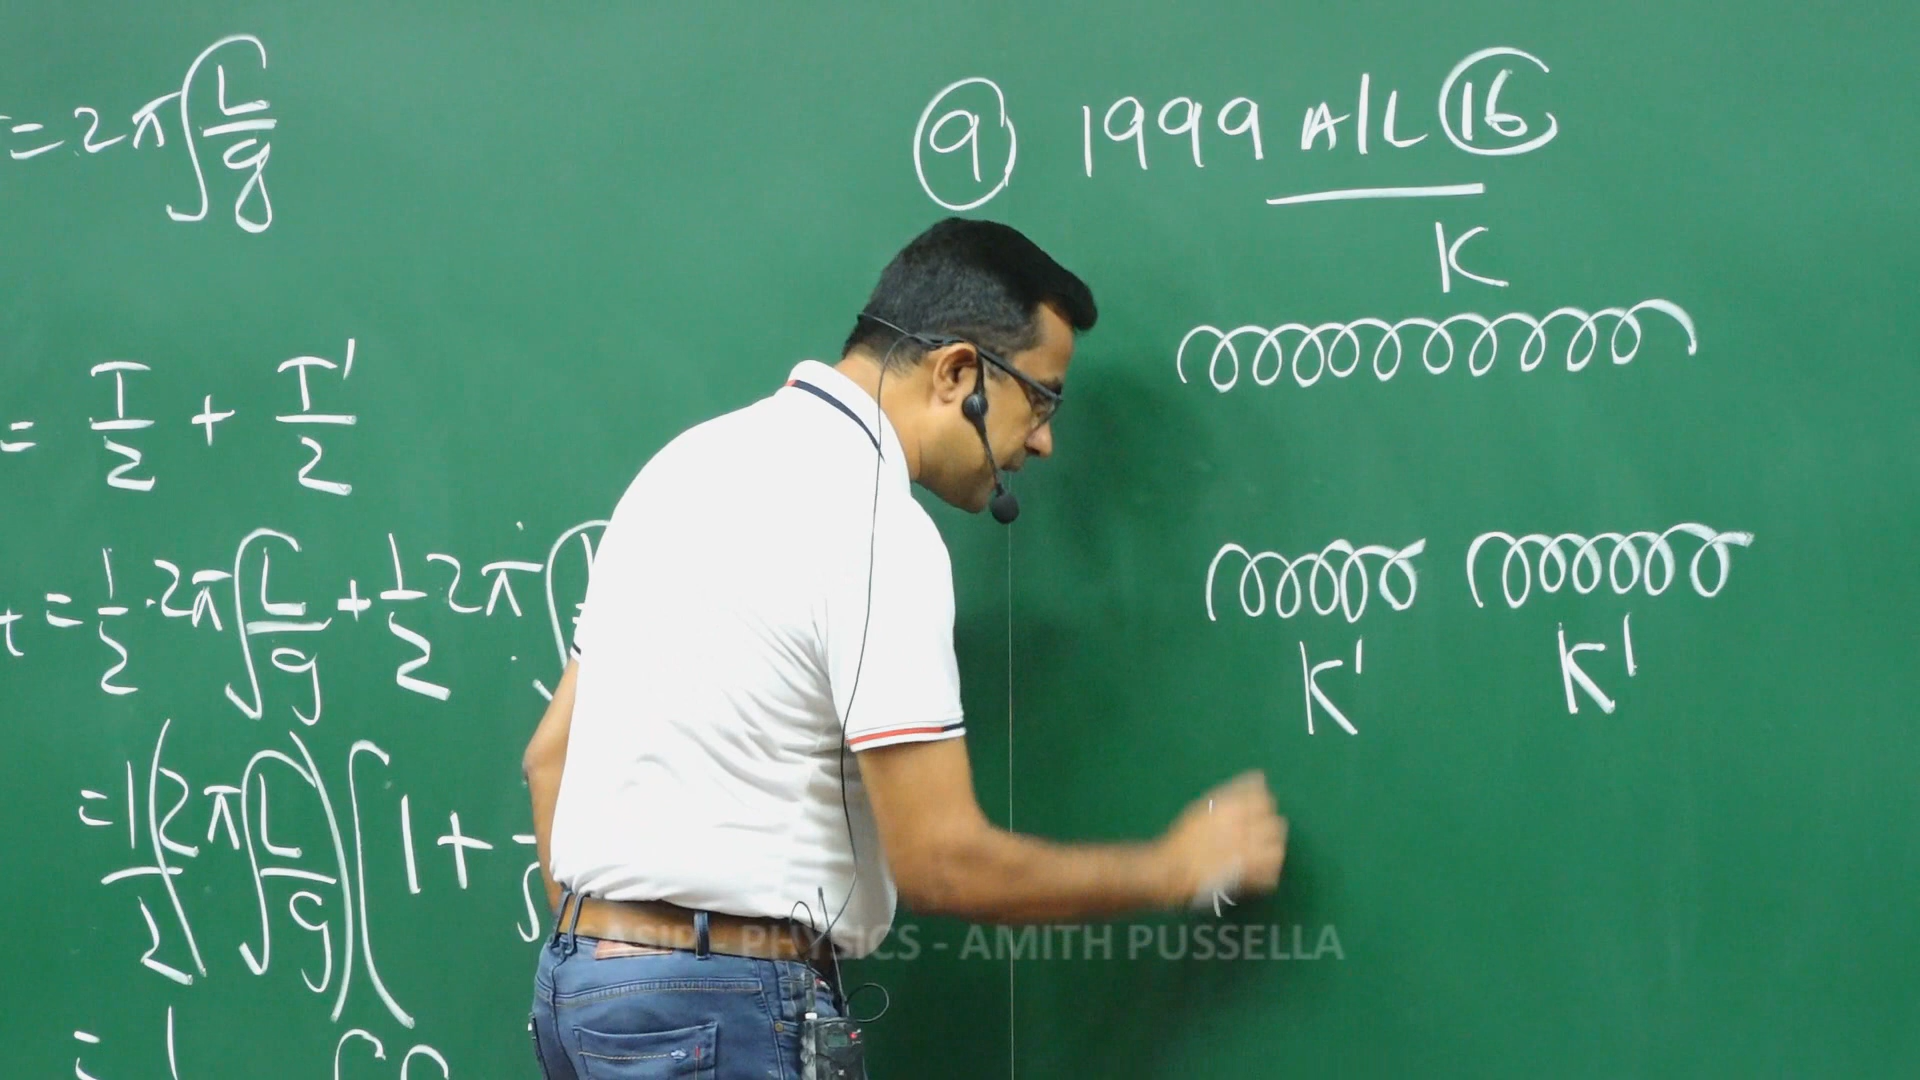 = 2π√(L/g)
= T/2 + T'/2
t = 1/2 · 2π√(L/g) + 1/2 2π
= 1/2 (2π√(L/g)) (1 +
= 1
9 1999 A/L 16
K
K' K'
PHYSICS - AMITH PUSSELLA